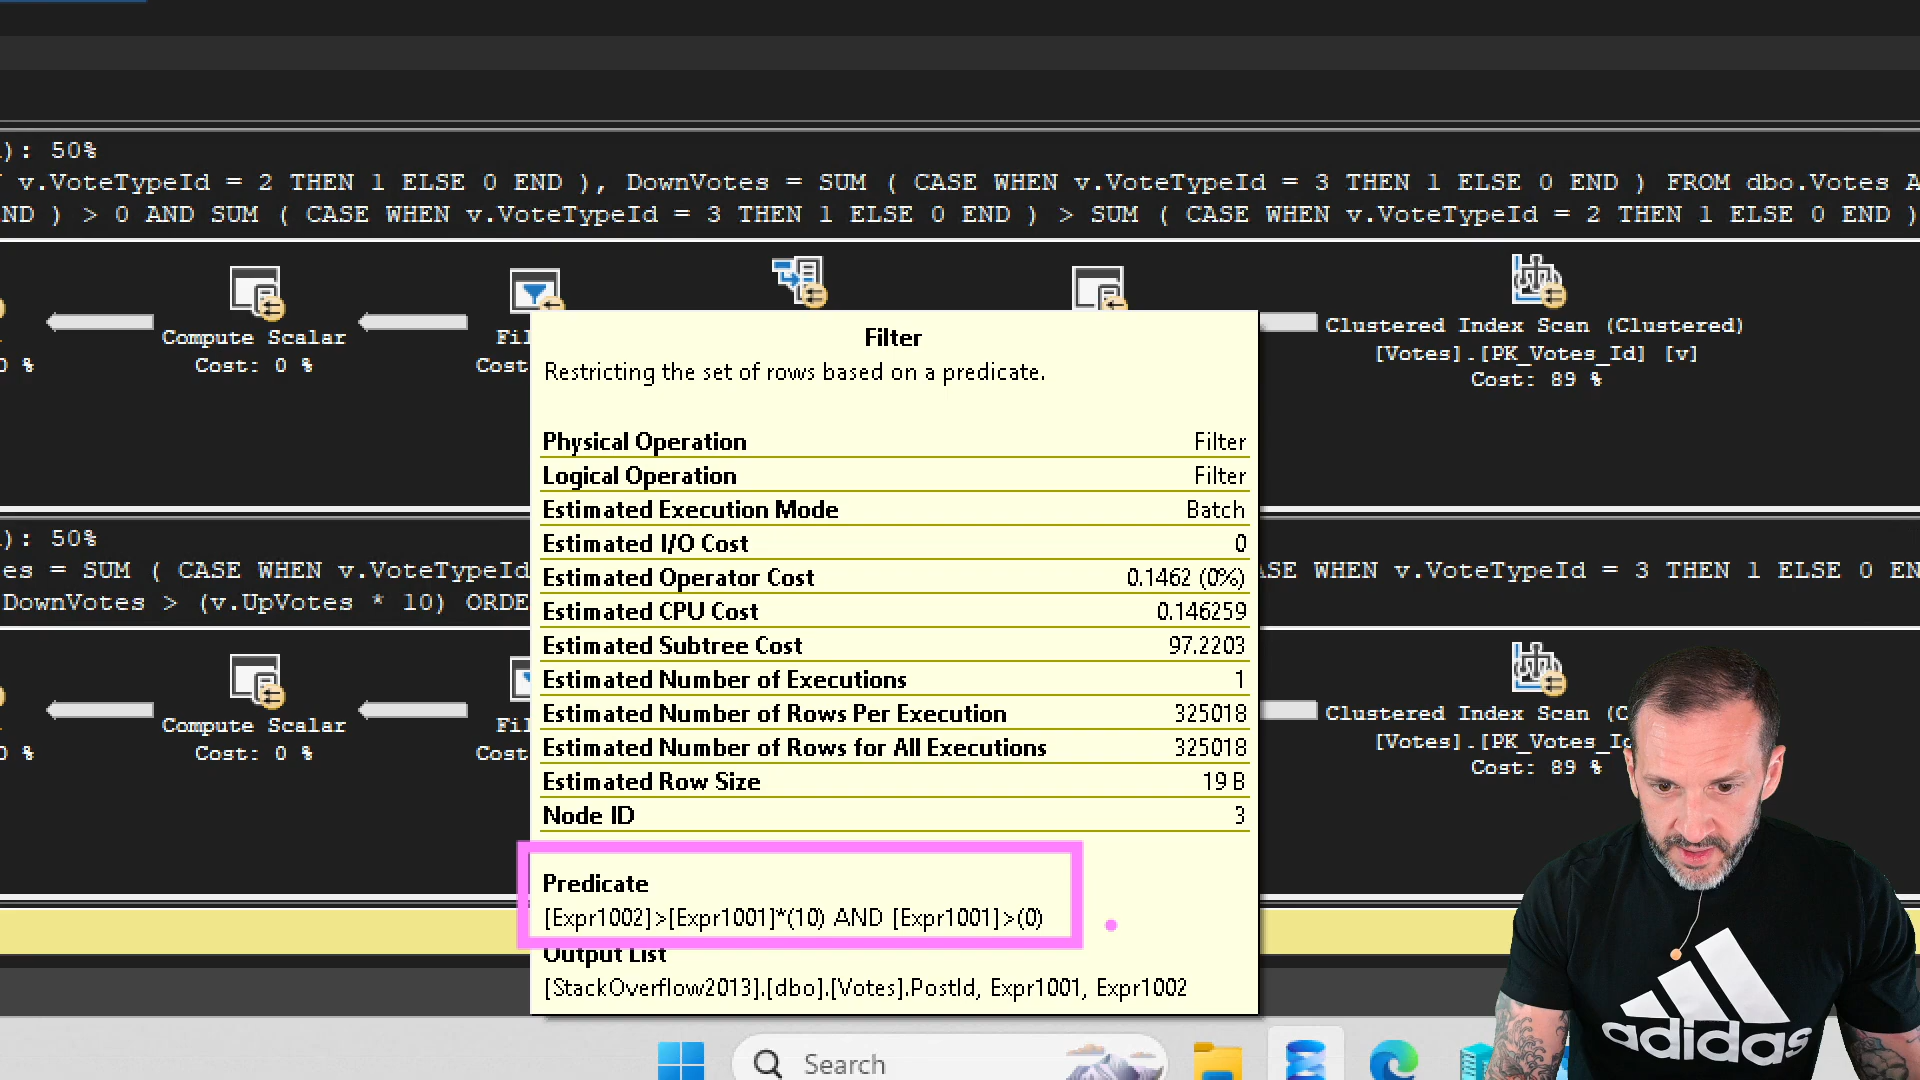 ): 50%
v.VoteTypeId = 2 THEN 1 ELSE 0 END ), DownVotes = SUM ( CASE WHEN v.VoteTypeId = 3 THEN 1 ELSE 0 END ) FROM dbo.Votes A
ND ) > 0 AND SUM ( CASE WHEN v.VoteTypeId = 3 THEN 1 ELSE 0 END ) > SUM ( CASE WHEN v.VoteTypeId = 2 THEN 1 ELSE 0 END )
0 %
Compute Scalar
Cost: 0 %
Fil
Cost
Clustered Index Scan (Clustered)
[Votes].[PK_Votes_Id] [v]
Cost: 89 %
Filter
Restricting the set of rows based on a predicate.
Physical Operation Filter
Logical Operation Filter
Estimated Execution Mode Batch
Estimated I/O Cost 0
Estimated Operator Cost 0.1462 (0%)
Estimated CPU Cost 0.146259
Estimated Subtree Cost 97.2203
Estimated Number of Executions 1
Estimated Number of Rows Per Execution 325018
Estimated Number of Rows for All Executions 325018
Estimated Row Size 19 B
Node ID 3
Predicate
[Expr1002]>[Expr1001]*(10) AND [Expr1001]>(0)
Output List
[StackOverflow2013].[dbo].[Votes].PostId, Expr1001, Expr1002
): 50%
es = SUM ( CASE WHEN v.VoteTypeId
ASE WHEN v.VoteTypeId = 3 THEN 1 ELSE 0 EN
DownVotes > (v.UpVotes * 10) ORDE
0 %
Compute Scalar
Cost: 0 %
Fil
Cost
Clustered Index Scan (C
[Votes].[PK_Votes_Id
Cost: 89 %
Search
adidas